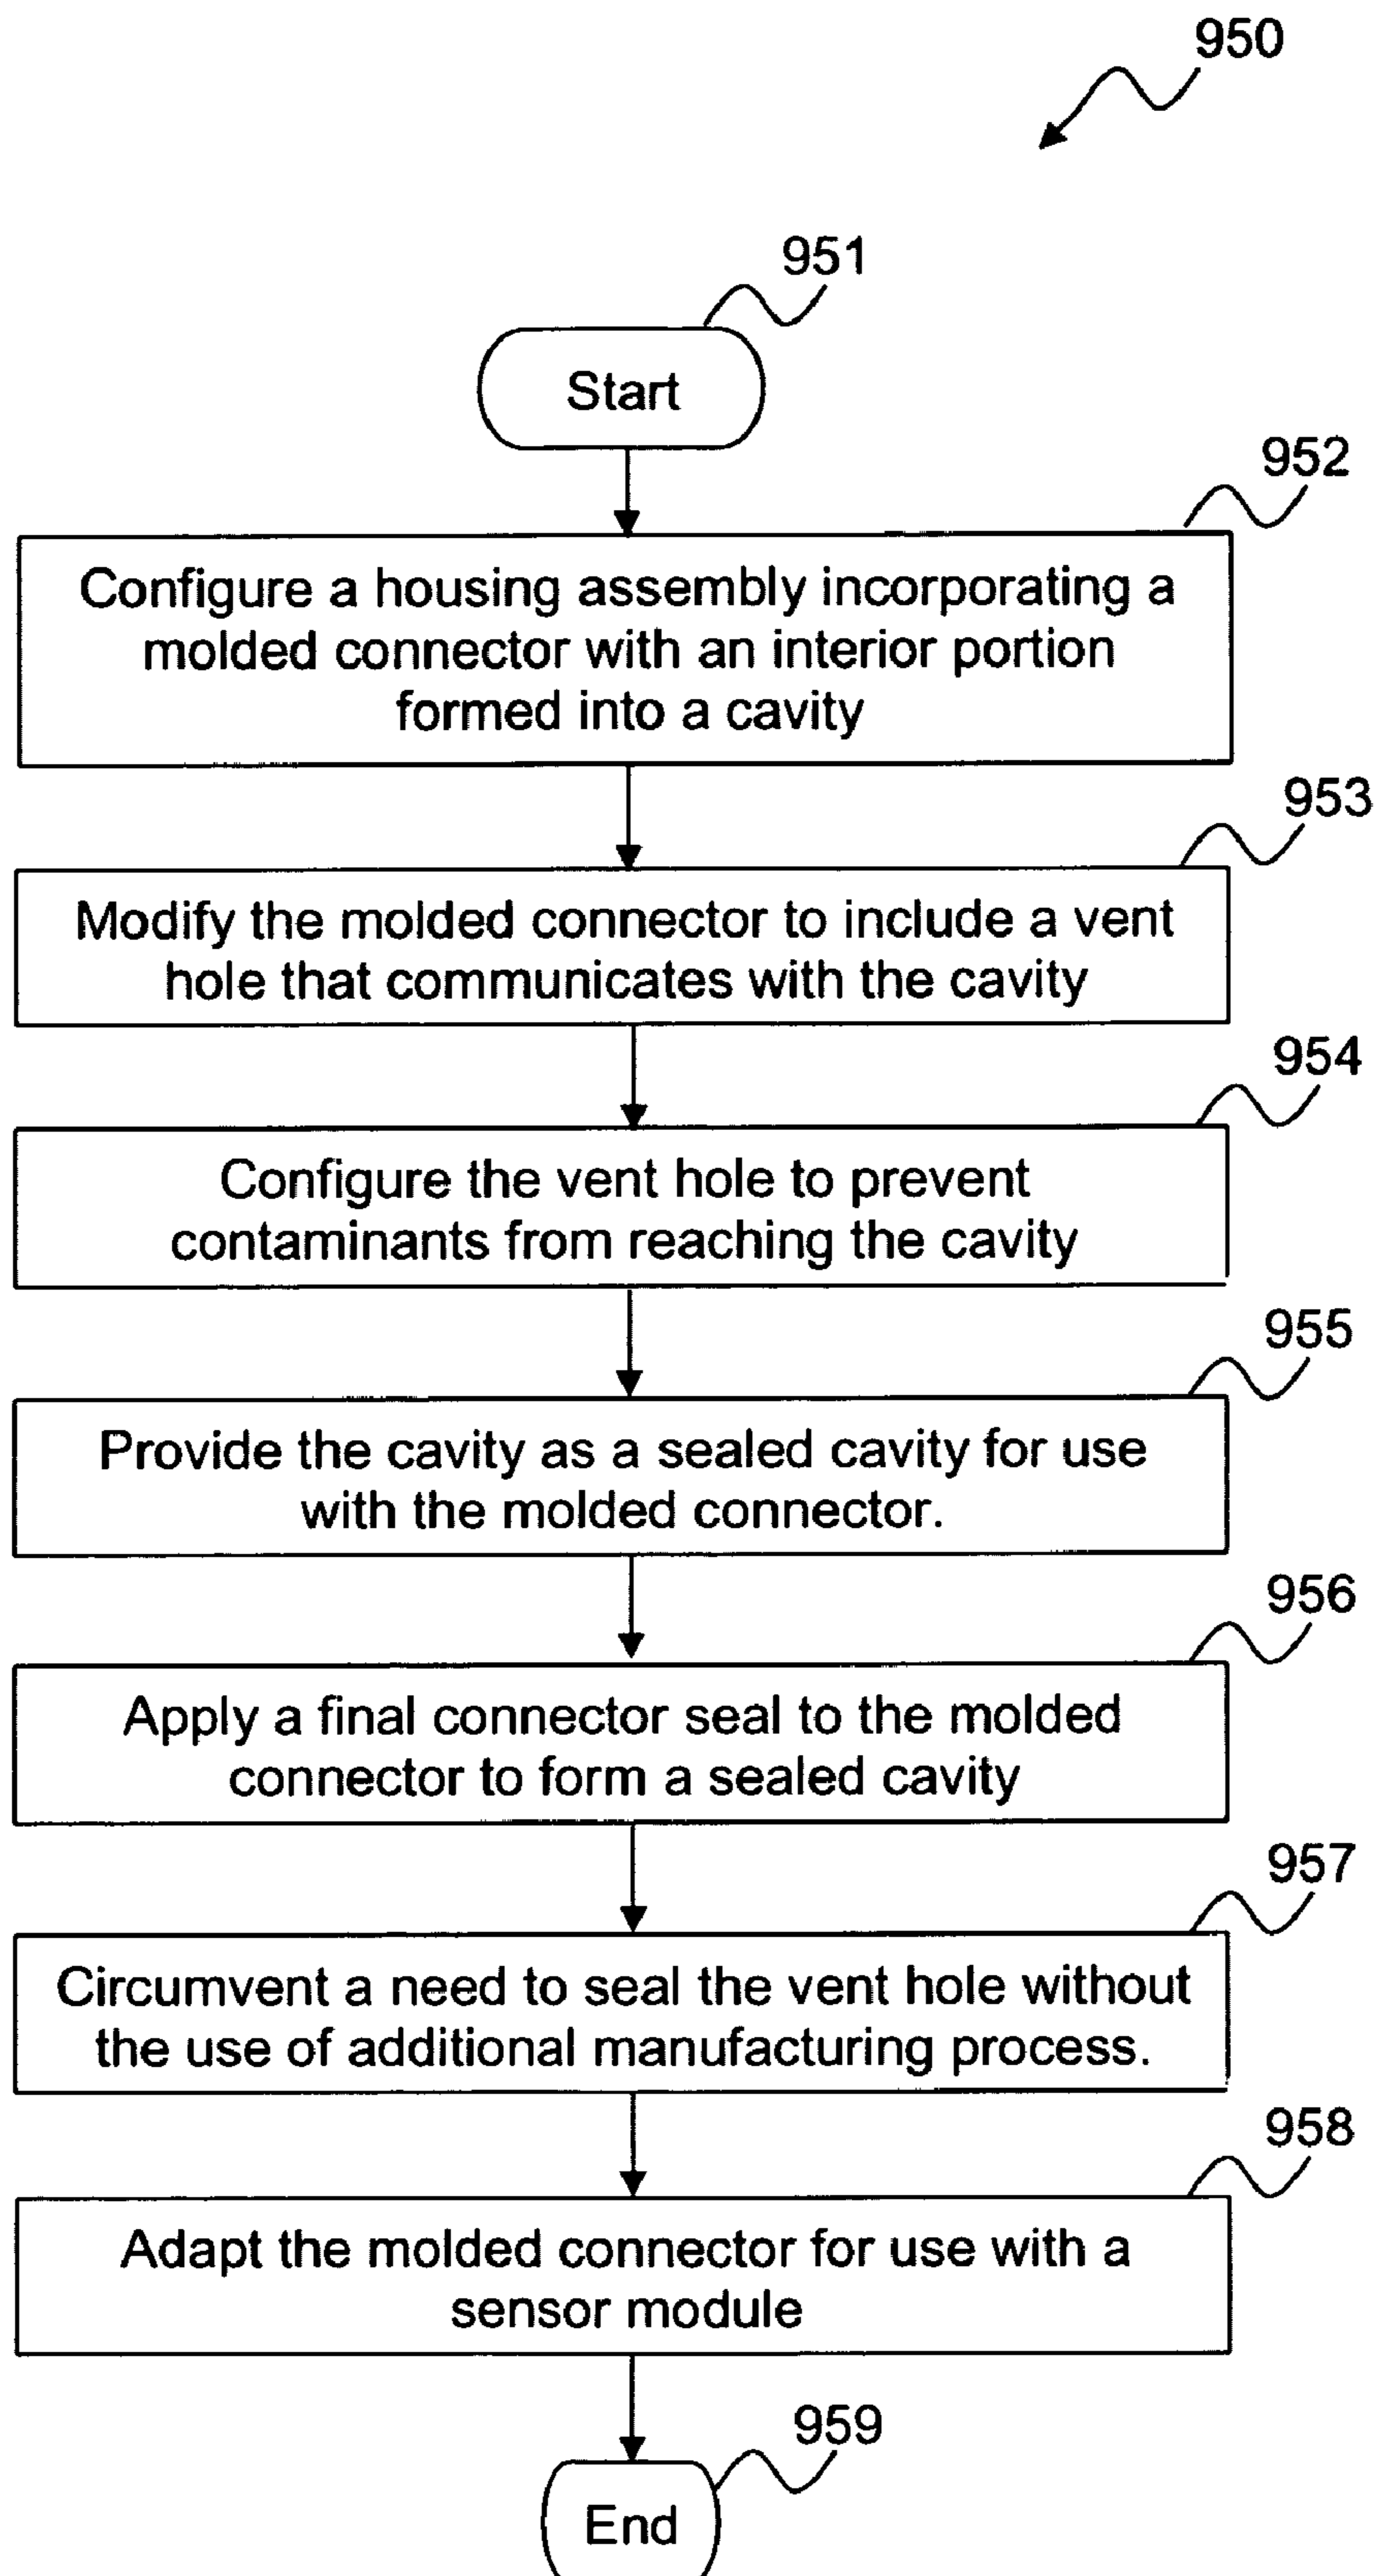 950
951
Start
952
Configure a housing assembly incorporating a
molded connector with an interior portion
formed into a cavity
953
Modify the molded connector to include a vent
hole that communicates with the cavity
954
Configure the vent hole to prevent
contaminants from reaching the cavity
955
Provide the cavity as a sealed cavity for use
with the molded connector.
956
Apply a final connector seal to the molded
connector to form a sealed cavity
957
Circumvent a need to seal the vent hole without
the use of additional manufacturing process.
958
Adapt the molded connector for use with a
sensor module
959
End